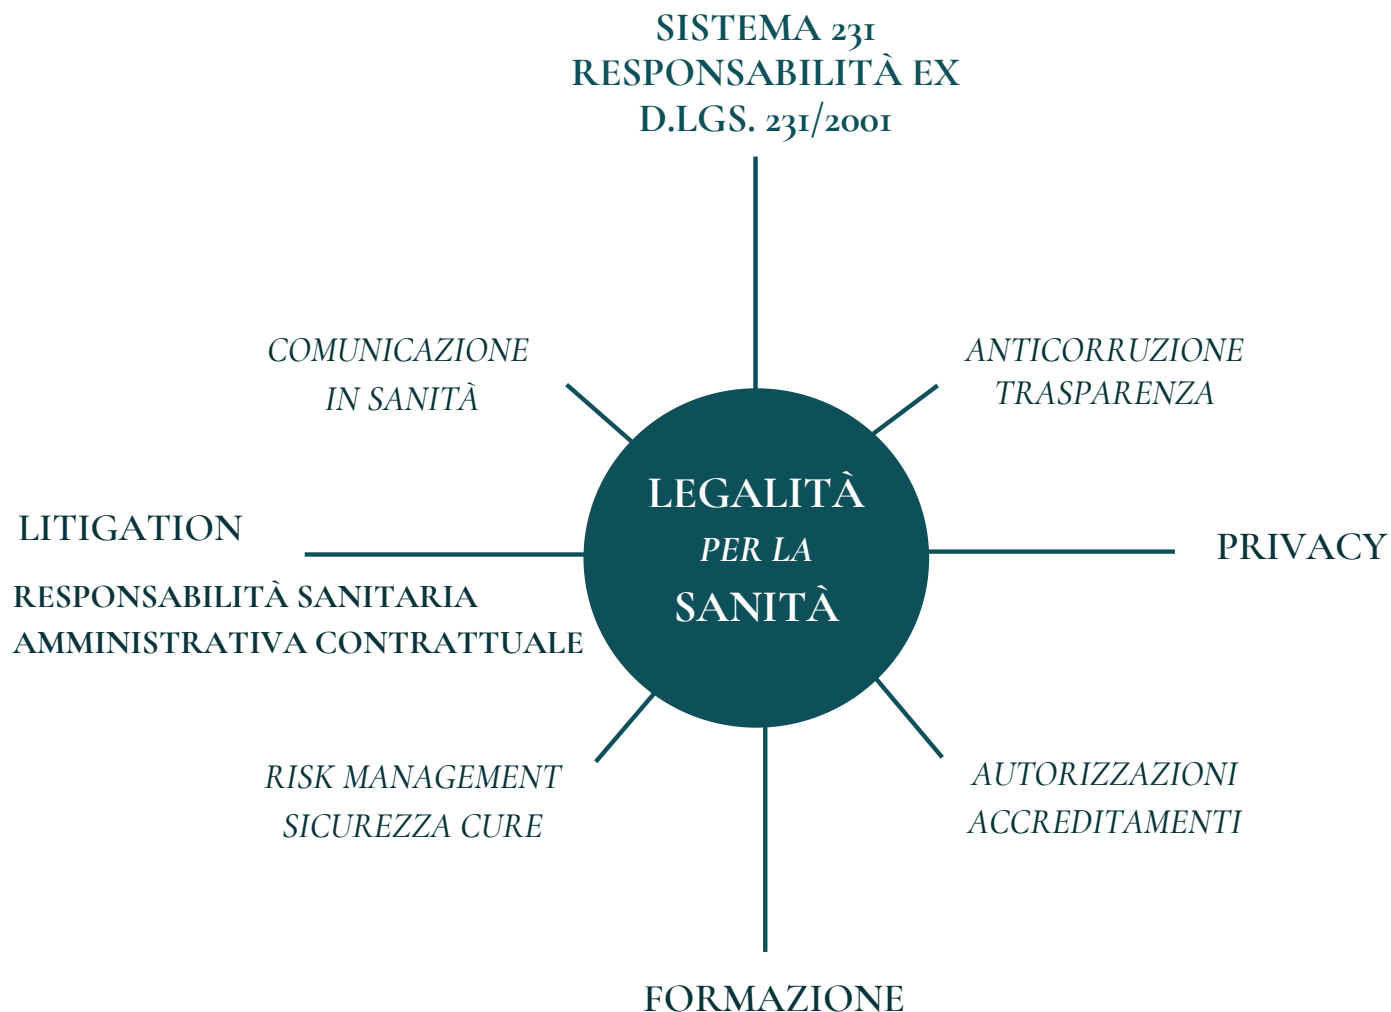 SISTEMA 231
RESPONSABILITÀ EX
D.LGS. 231/2001
COMUNICAZIONE
IN SANITÀ
ANTICORRUZIONE
TRASPARENZA
LEGALITÀ
PER LA
SANITÀ
LITIGATION
RESPONSABILITÀ SANITARIA
AMMINISTRATIVA CONTRATTUALE
PRIVACY
RISK MANAGEMENT
SICUREZZA CURE
AUTORIZZAZIONI
ACCREDITAMENTI
FORMAZIONE